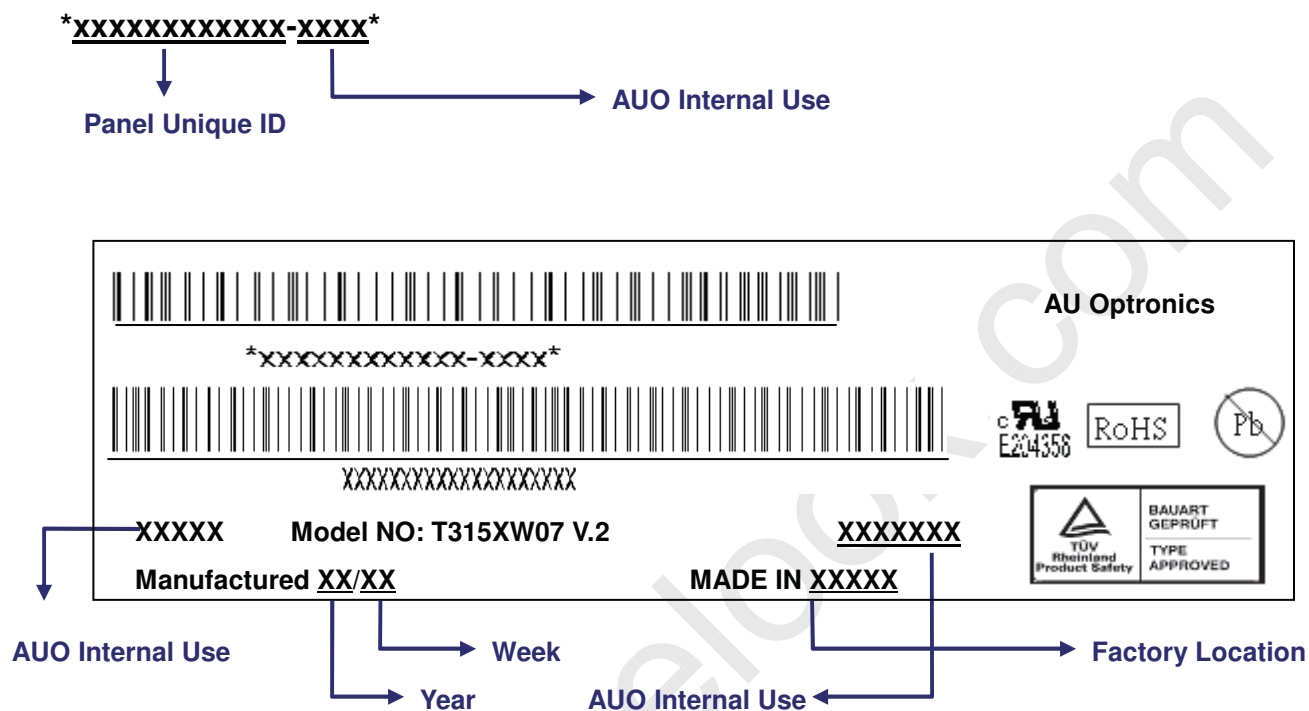 *XXXXXXXXXXXX-XXXX*
AUO Internal Use
Panel Unique ID
AU Optronics
*XXXXXXXXXXXX-XXXX*
c
E204356
RoHS
Pb
XXXXXXXXXXXXXXXXXXXX
BAUART
GEPRÜFT
TÜV
Rheinland
Product Safety
TYPE
APPROVED
XXXXX Model NO: T315XW07 V.2 XXXXXXX
Manufactured XX/XX MADE IN XXXXX
AUO Internal Use
Week
Factory Location
Year
AUO Internal Use